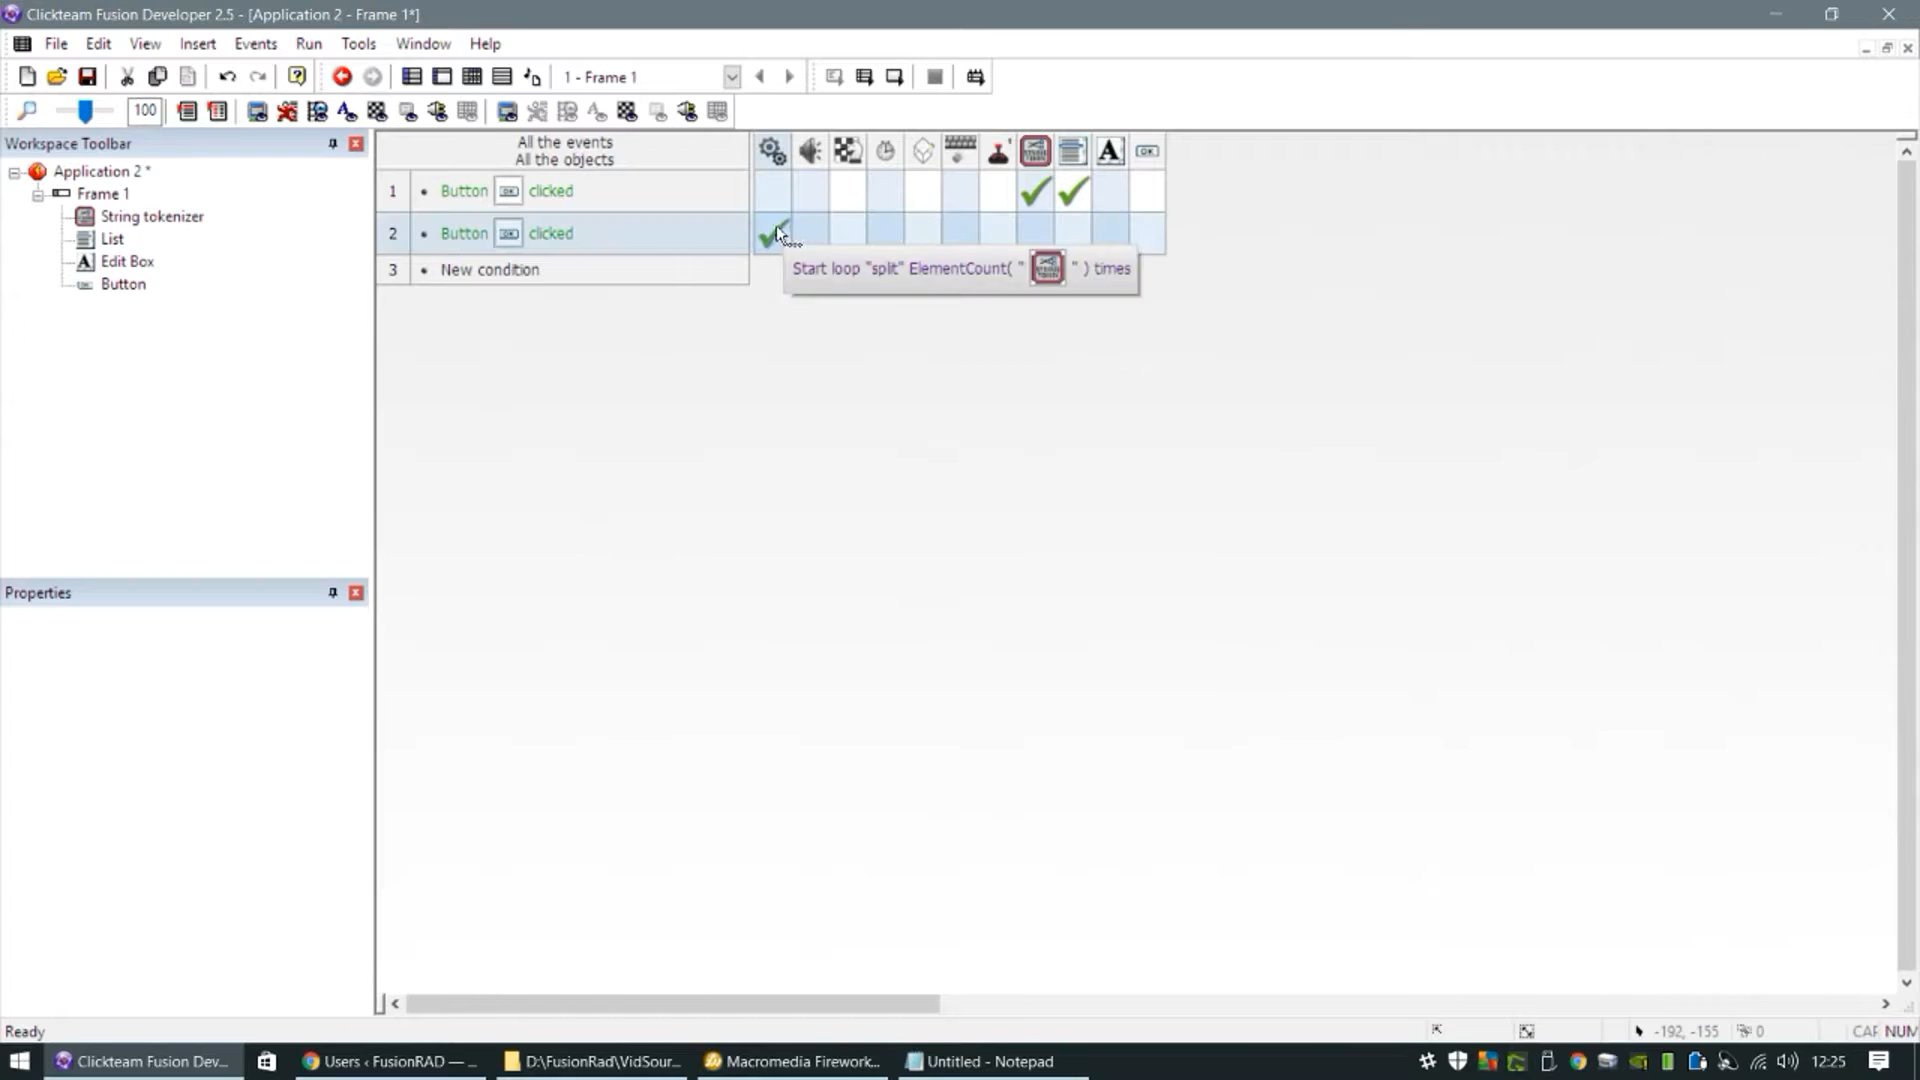 Clickteam Fusion Developer 2.5 - [Application 2 - Frame 1*]
File Edit View Insert Events Run Tools Window Help
1 - Frame 1
100
Workspace Toolbar
Application 2 *
Frame 1
String tokenizer
List
Edit Box
Button
All the events
All the objects
1 • Button OK clicked
2 • Button OK clicked
3 • New condition
Start loop "split" ElementCount( " " ) times
Properties
Ready
-192, -155
0
CAF NUM
Clickteam Fusion Dev...
Users ‹ FusionRAD — ...
D:\FusionRad\VidSour...
Macromedia Firework...
Untitled - Notepad
12:25